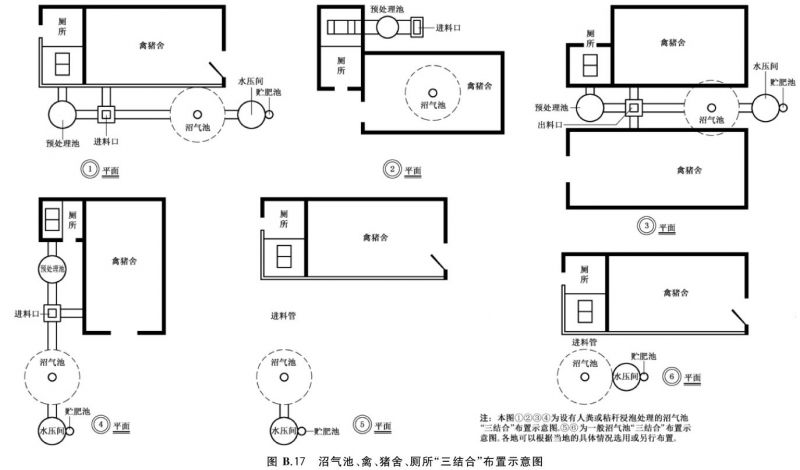 厕所
禽猪舍
水压间
贮肥池
预处理池
进料口
沼气池
① 平面
预处理池
进料口
厕所
禽猪舍
沼气池
② 平面
厕所
禽猪舍
水压间
贮肥池
预处理池
出料口
沼气池
禽猪舍
③ 平面
厕所
禽猪舍
预处理池
进料口
沼气池
贮肥池
水压间
④ 平面
厕所
禽猪舍
进料管
沼气池
水压间
贮肥池
⑤ 平面
厕所
禽猪舍
进料管
沼气池
贮肥池
水压间
⑥ 平面
注：本图①②③④为设有人粪或秸秆浸泡处理的沼气池
“三结合”布置示意图.⑤⑥为一般沼气池“三结合”布置示
意图.各地可以根据当地的具体情况选用或另行布置.
图 B.17 沼气池、禽、猪舍、厕所“三结合”布置示意图